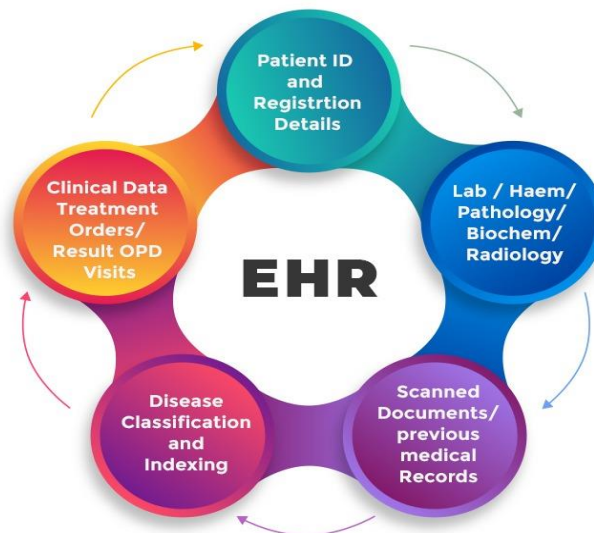 Patient ID
and
Registrtion
Details
Lab / Haem/
Pathology/
Biochem/
Radiology
Scanned
Documents/
previous
medical
Records
Disease
Classification
and
Indexing
Clinical Data
Treatment
Orders/
Result OPD
Visits
EHR